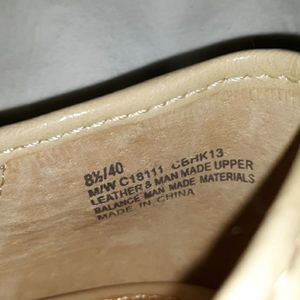 8½/40
M/W C18111 CBHK13
LEATHER & MAN MADE UPPER
BALANCE MAN MADE MATERIALS
MADE IN CHINA